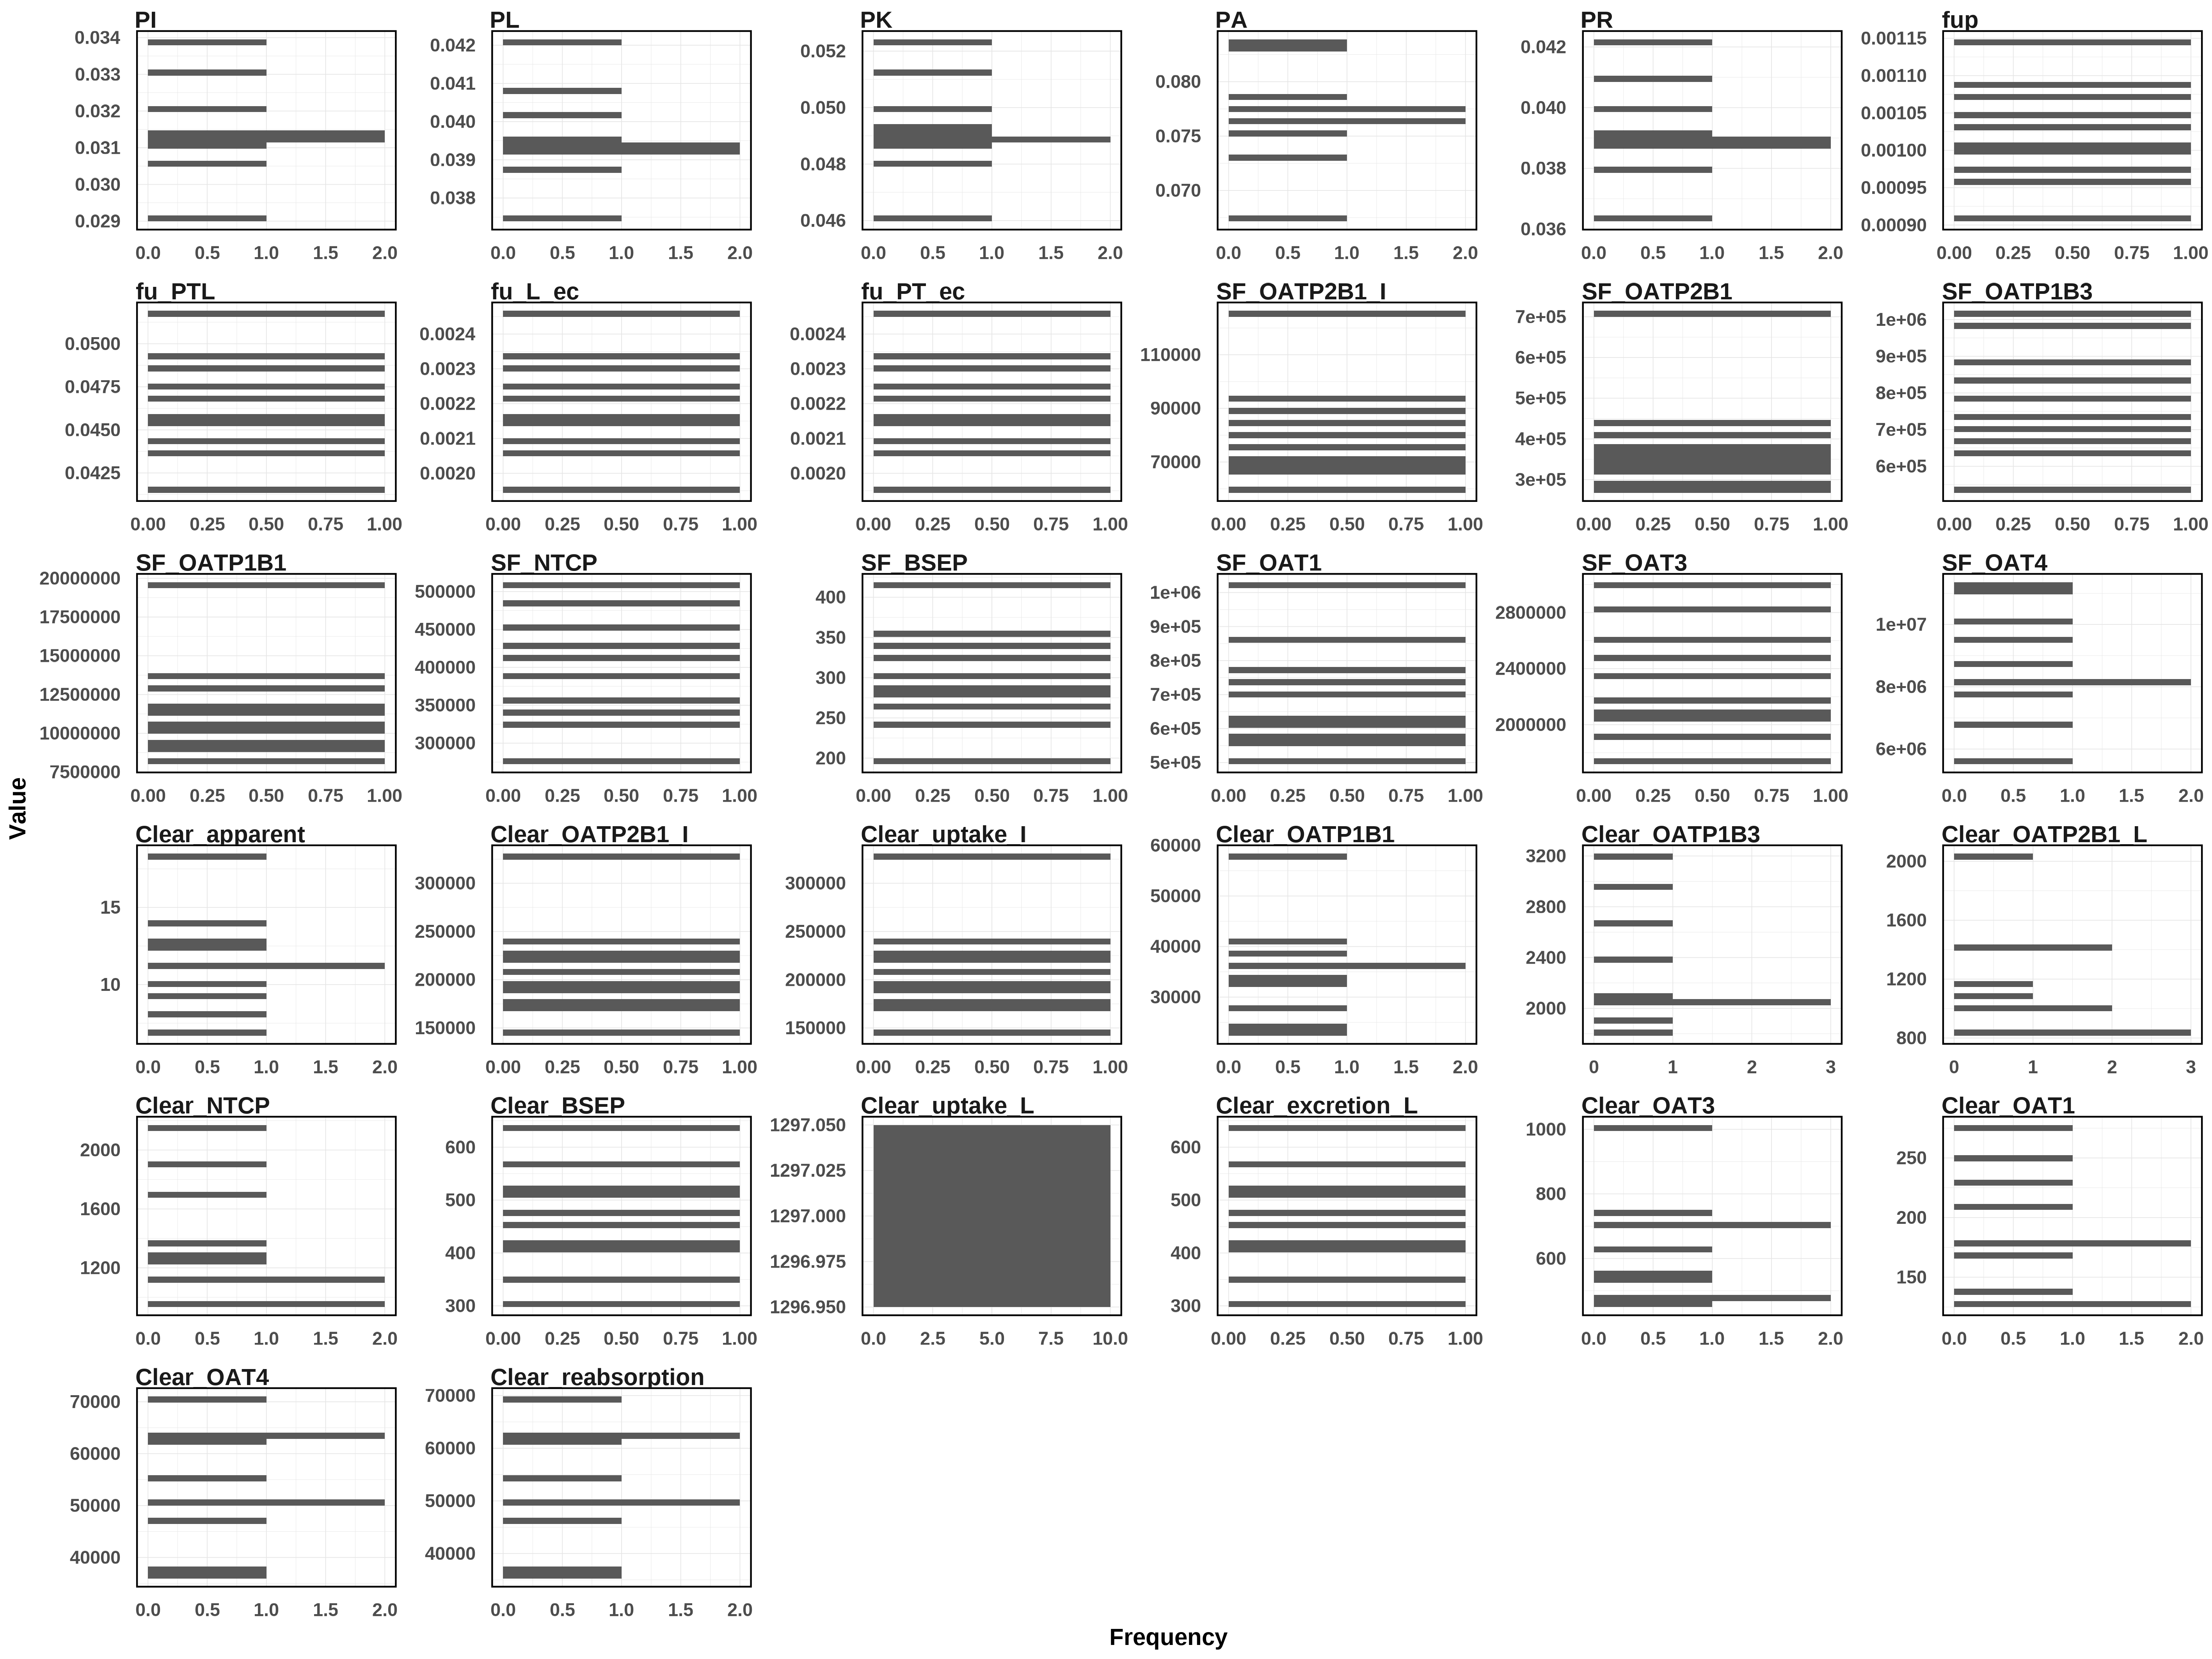 PI PL PK PA PR fup
0.034 0.033 0.032 0.031 0.030 0.029
0.042 0.041 0.040 0.039 0.038
0.052 0.050 0.048 0.046
0.080 0.075 0.070
0.042 0.040 0.038 0.036
0.00115 0.00110 0.00105 0.00100 0.00095 0.00090
0.0 0.5 1.0 1.5 2.0
0.0 0.5 1.0 1.5 2.0
0.0 0.5 1.0 1.5 2.0
0.0 0.5 1.0 1.5 2.0
0.0 0.5 1.0 1.5 2.0
0.00 0.25 0.50 0.75 1.00
fu_PTL fu_L_ec fu_PT_ec SF_OATP2B1_I SF_OATP2B1 SF_OATP1B3
0.0500 0.0475 0.0450 0.0425
0.0024 0.0023 0.0022 0.0021 0.0020
0.0024 0.0023 0.0022 0.0021 0.0020
110000 90000 70000
7e+05 6e+05 5e+05 4e+05 3e+05
1e+06 9e+05 8e+05 7e+05 6e+05
0.00 0.25 0.50 0.75 1.00
0.00 0.25 0.50 0.75 1.00
0.00 0.25 0.50 0.75 1.00
0.00 0.25 0.50 0.75 1.00
0.00 0.25 0.50 0.75 1.00
0.00 0.25 0.50 0.75 1.00
SF_OATP1B1 SF_NTCP SF_BSEP SF_OAT1 SF_OAT3 SF_OAT4
20000000 17500000 15000000 12500000 10000000 7500000
500000 450000 400000 350000 300000
400 350 300 250 200
1e+06 9e+05 8e+05 7e+05 6e+05 5e+05
2800000 2400000 2000000
1e+07 8e+06 6e+06
0.00 0.25 0.50 0.75 1.00
0.00 0.25 0.50 0.75 1.00
0.00 0.25 0.50 0.75 1.00
0.00 0.25 0.50 0.75 1.00
0.00 0.25 0.50 0.75 1.00
0.0 0.5 1.0 1.5 2.0
Value
Clear_apparent Clear_OATP2B1_I Clear_uptake_I Clear_OATP1B1 Clear_OATP1B3 Clear_OATP2B1_L
15 10
300000 250000 200000 150000
300000 250000 200000 150000
60000 50000 40000 30000
3200 2800 2400 2000
2000 1600 1200 800
0.0 0.5 1.0 1.5 2.0
0.00 0.25 0.50 0.75 1.00
0.00 0.25 0.50 0.75 1.00
0.0 0.5 1.0 1.5 2.0
0 1 2 3
0 1 2 3
Clear_NTCP Clear_BSEP Clear_uptake_L Clear_excretion_L Clear_OAT3 Clear_OAT1
2000 1600 1200
600 500 400 300
1297.050 1297.025 1297.000 1296.975 1296.950
600 500 400 300
1000 800 600
250 200 150
0.0 0.5 1.0 1.5 2.0
0.00 0.25 0.50 0.75 1.00
0.0 2.5 5.0 7.5 10.0
0.00 0.25 0.50 0.75 1.00
0.0 0.5 1.0 1.5 2.0
0.0 0.5 1.0 1.5 2.0
Clear_OAT4 Clear_reabsorption
70000 60000 50000 40000
70000 60000 50000 40000
0.0 0.5 1.0 1.5 2.0
0.0 0.5 1.0 1.5 2.0
Frequency